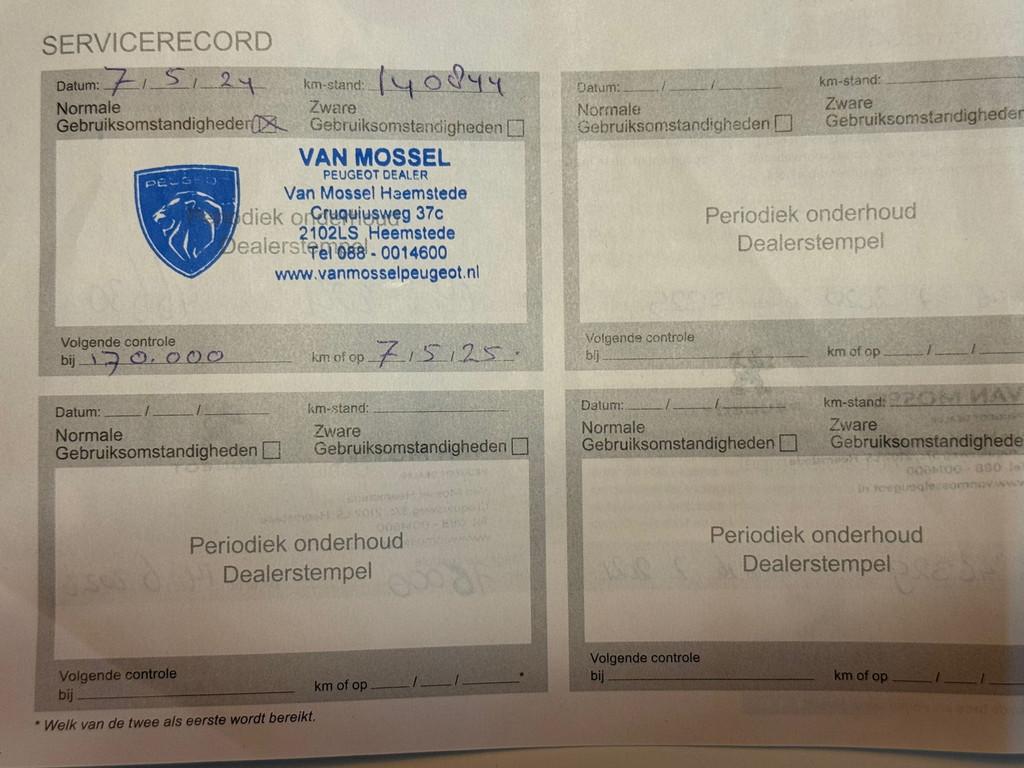 SERVICERECORD
Datum: 7 / 5 / 24 km-stand: 140844
Normale
Gebruiksomstandigheden ☒
Zware
Gebruiksomstandigheden ☐
PEUGEOT
VAN MOSSEL
PEUGEOT DEALER
Van Mossel Heemstede
Cruquiusweg 37c
2102LS Heemstede
Tel 088 - 0014600
www.vanmosselpeugeot.nl
Periodiek onderhoud
Dealerstempel
Volgende controle
bij 170.000 km of op 7 / 5 / 25 .
Datum: / / km-stand:
Normale
Gebruiksomstandigheden ☐
Zware
Gebruiksomstandigheden
Periodiek onderhoud
Dealerstempel
Volgende controle
bij km of op / /
Datum: / / km-stand:
Normale
Gebruiksomstandigheden ☐
Zware
Gebruiksomstandigheden ☐
Periodiek onderhoud
Dealerstempel
Volgende controle
bij km of op / / *
Datum: / / km-stand:
Normale
Gebruiksomstandigheden ☐
Zware
Gebruiksomstandighede
Periodiek onderhoud
Dealerstempel
Volgende controle
bij km of op / /
* Welk van de twee als eerste wordt bereikt.